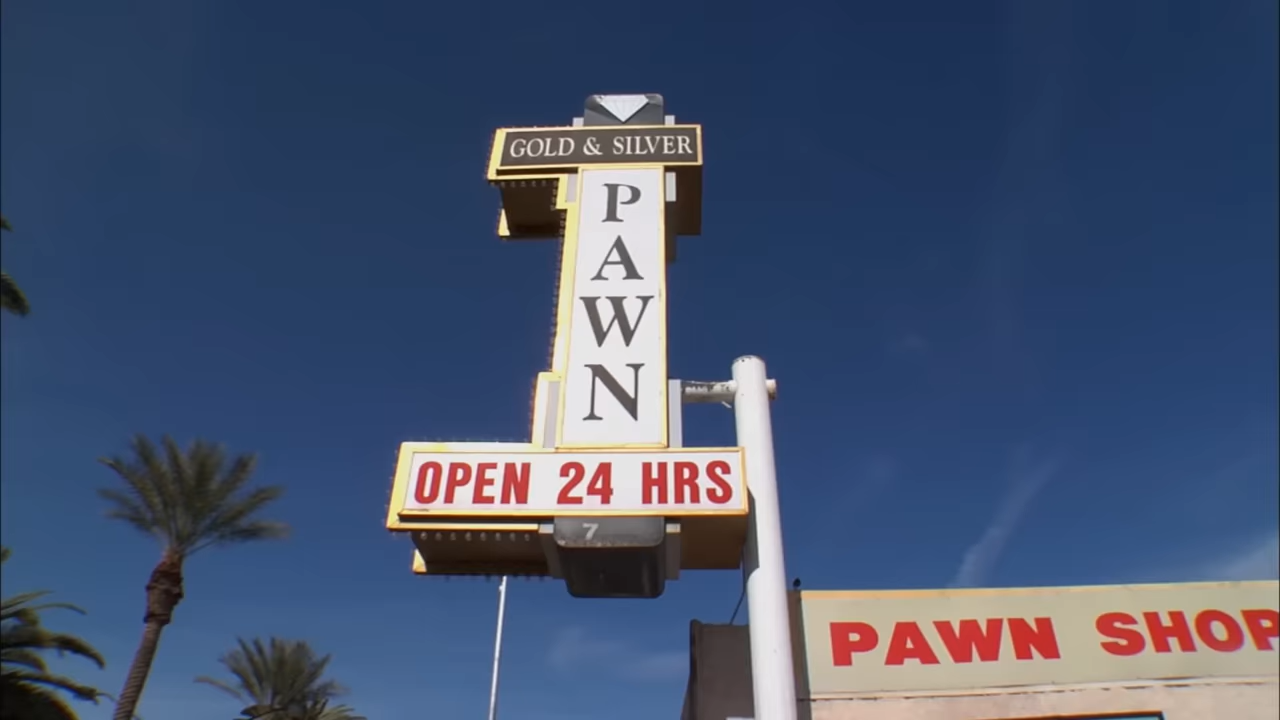 GOLD & SILVER
PAWN
OPEN 24 HRS
7
PAWN SHOP